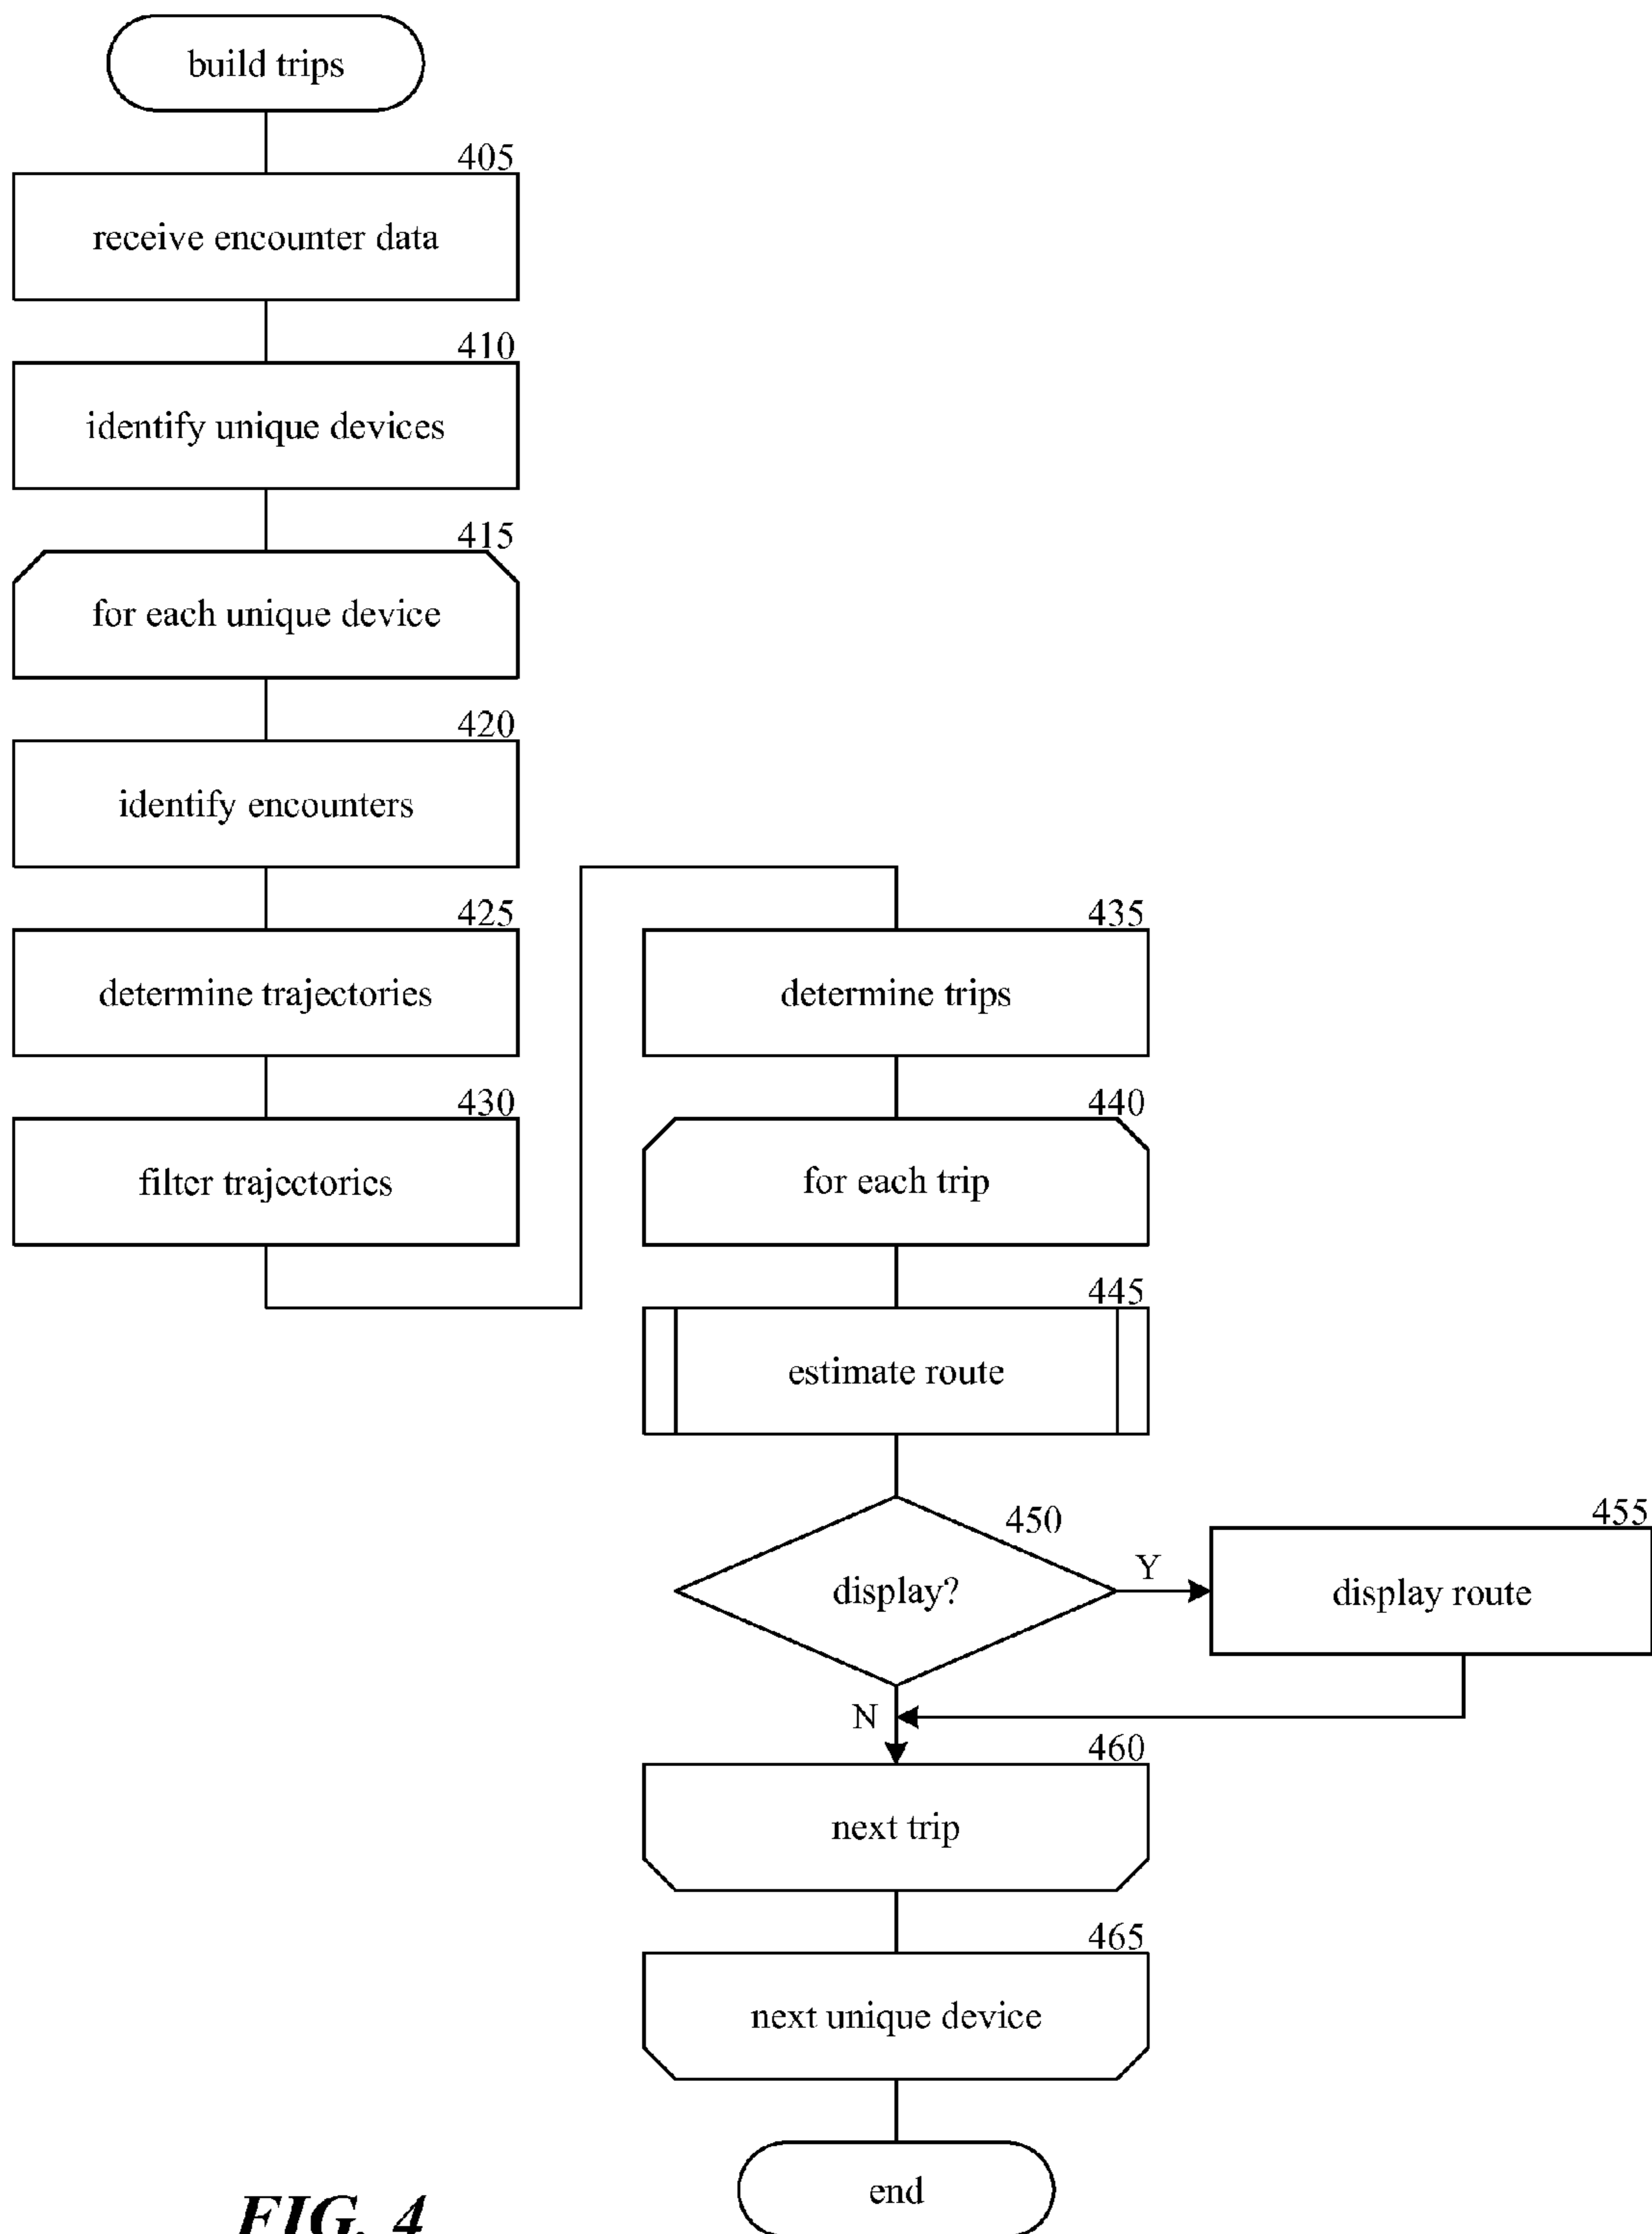 build trips
405
receive encounter data
410
identify unique devices
415
for each unique device
420
identify encounters
425
determine trajectories
430
filter trajectories
435
determine trips
440
for each trip
445
estimate route
450
display?
Y
455
display route
N
460
next trip
465
next unique device
end
FIG. 4